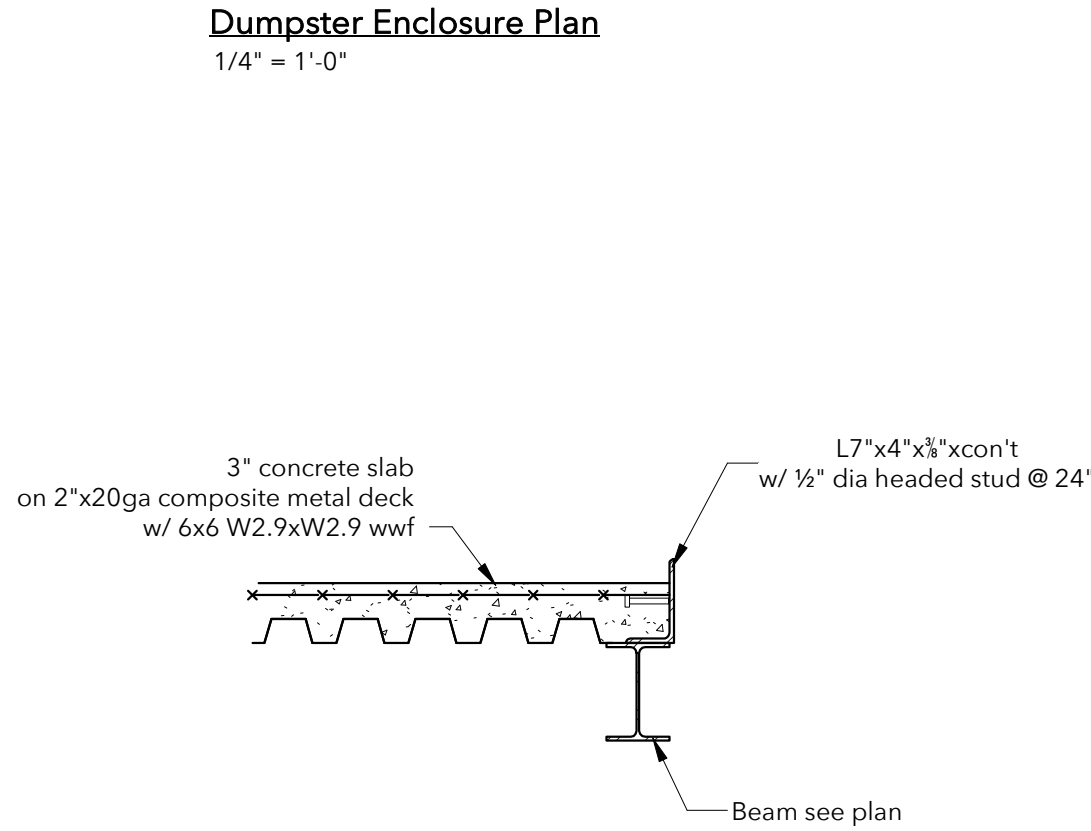 Dumpster Enclosure Plan
1/4" = 1'-0"
L7"x4"x⅜"xcon't
w/ ½" dia headed stud @ 24"
3" concrete slab
on 2"x20ga composite metal deck
w/ 6x6 W2.9xW2.9 wwf
Beam see plan